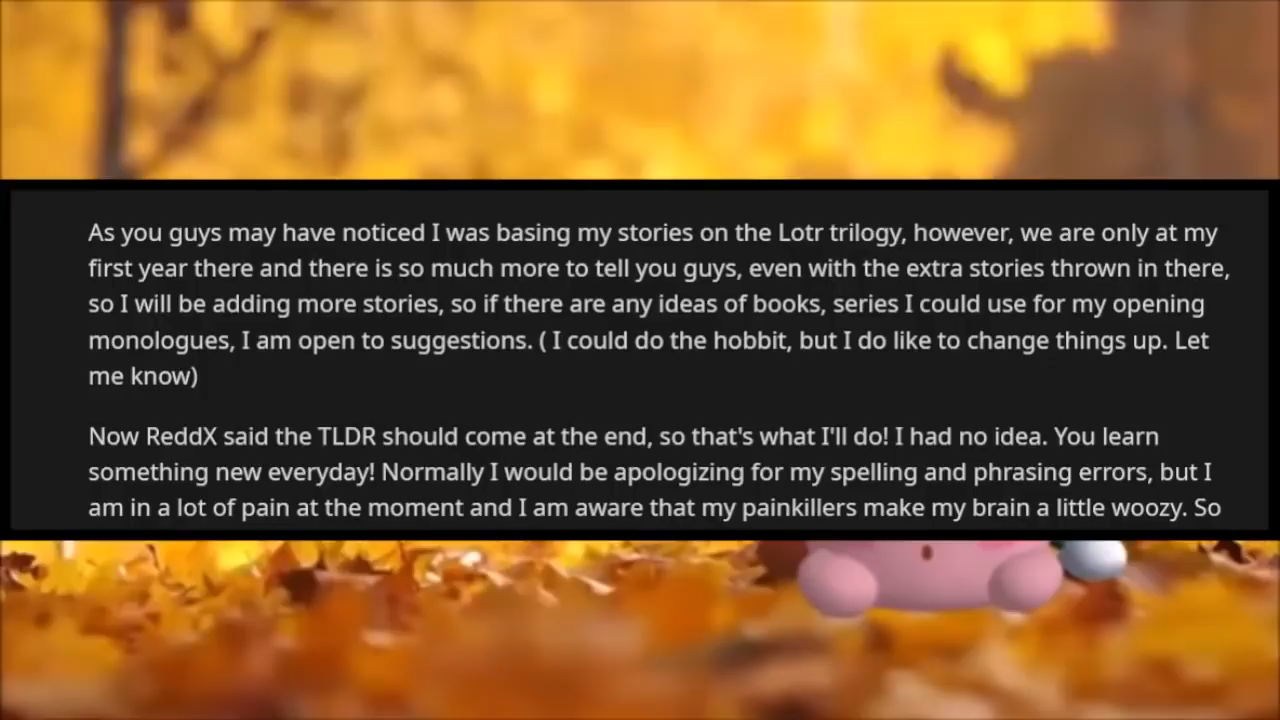 As you guys may have noticed I was basing my stories on the Lotr trilogy, however, we are only at my
first year there and there is so much more to tell you guys, even with the extra stories thrown in there,
so I will be adding more stories, so if there are any ideas of books, series I could use for my opening
monologues, I am open to suggestions. ( I could do the hobbit, but I do like to change things up. Let
me know)
Now ReddX said the TLDR should come at the end, so that's what I'll do! I had no idea. You learn
something new everyday! Normally I would be apologizing for my spelling and phrasing errors, but I
am in a lot of pain at the moment and I am aware that my painkillers make my brain a little woozy. So